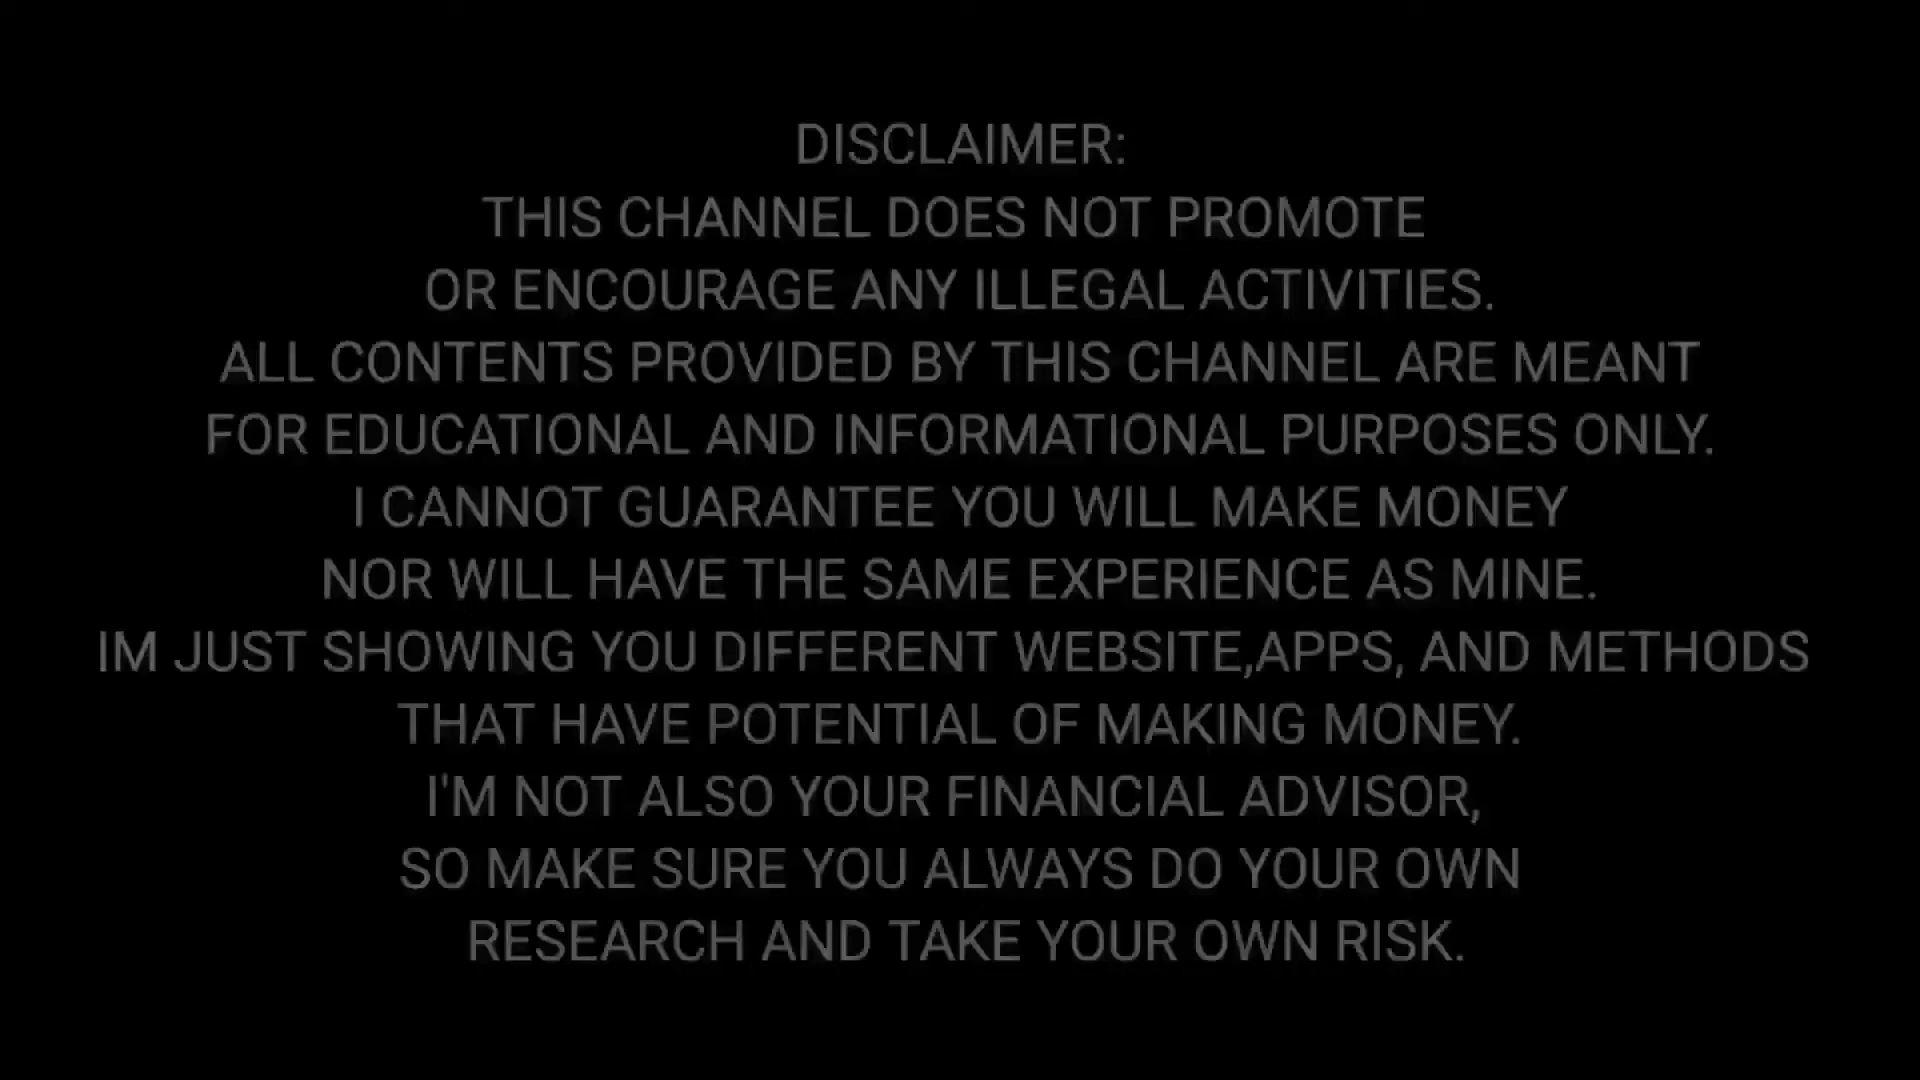 DISCLAIMER:
THIS CHANNEL DOES NOT PROMOTE
OR ENCOURAGE ANY ILLEGAL ACTIVITIES.
ALL CONTENTS PROVIDED BY THIS CHANNEL ARE MEANT
FOR EDUCATIONAL AND INFORMATIONAL PURPOSES ONLY.
I CANNOT GUARANTEE YOU WILL MAKE MONEY
NOR WILL HAVE THE SAME EXPERIENCE AS MINE.
IM JUST SHOWING YOU DIFFERENT WEBSITE,APPS, AND METHODS
THAT HAVE POTENTIAL OF MAKING MONEY.
I'M NOT ALSO YOUR FINANCIAL ADVISOR,
SO MAKE SURE YOU ALWAYS DO YOUR OWN
RESEARCH AND TAKE YOUR OWN RISK.